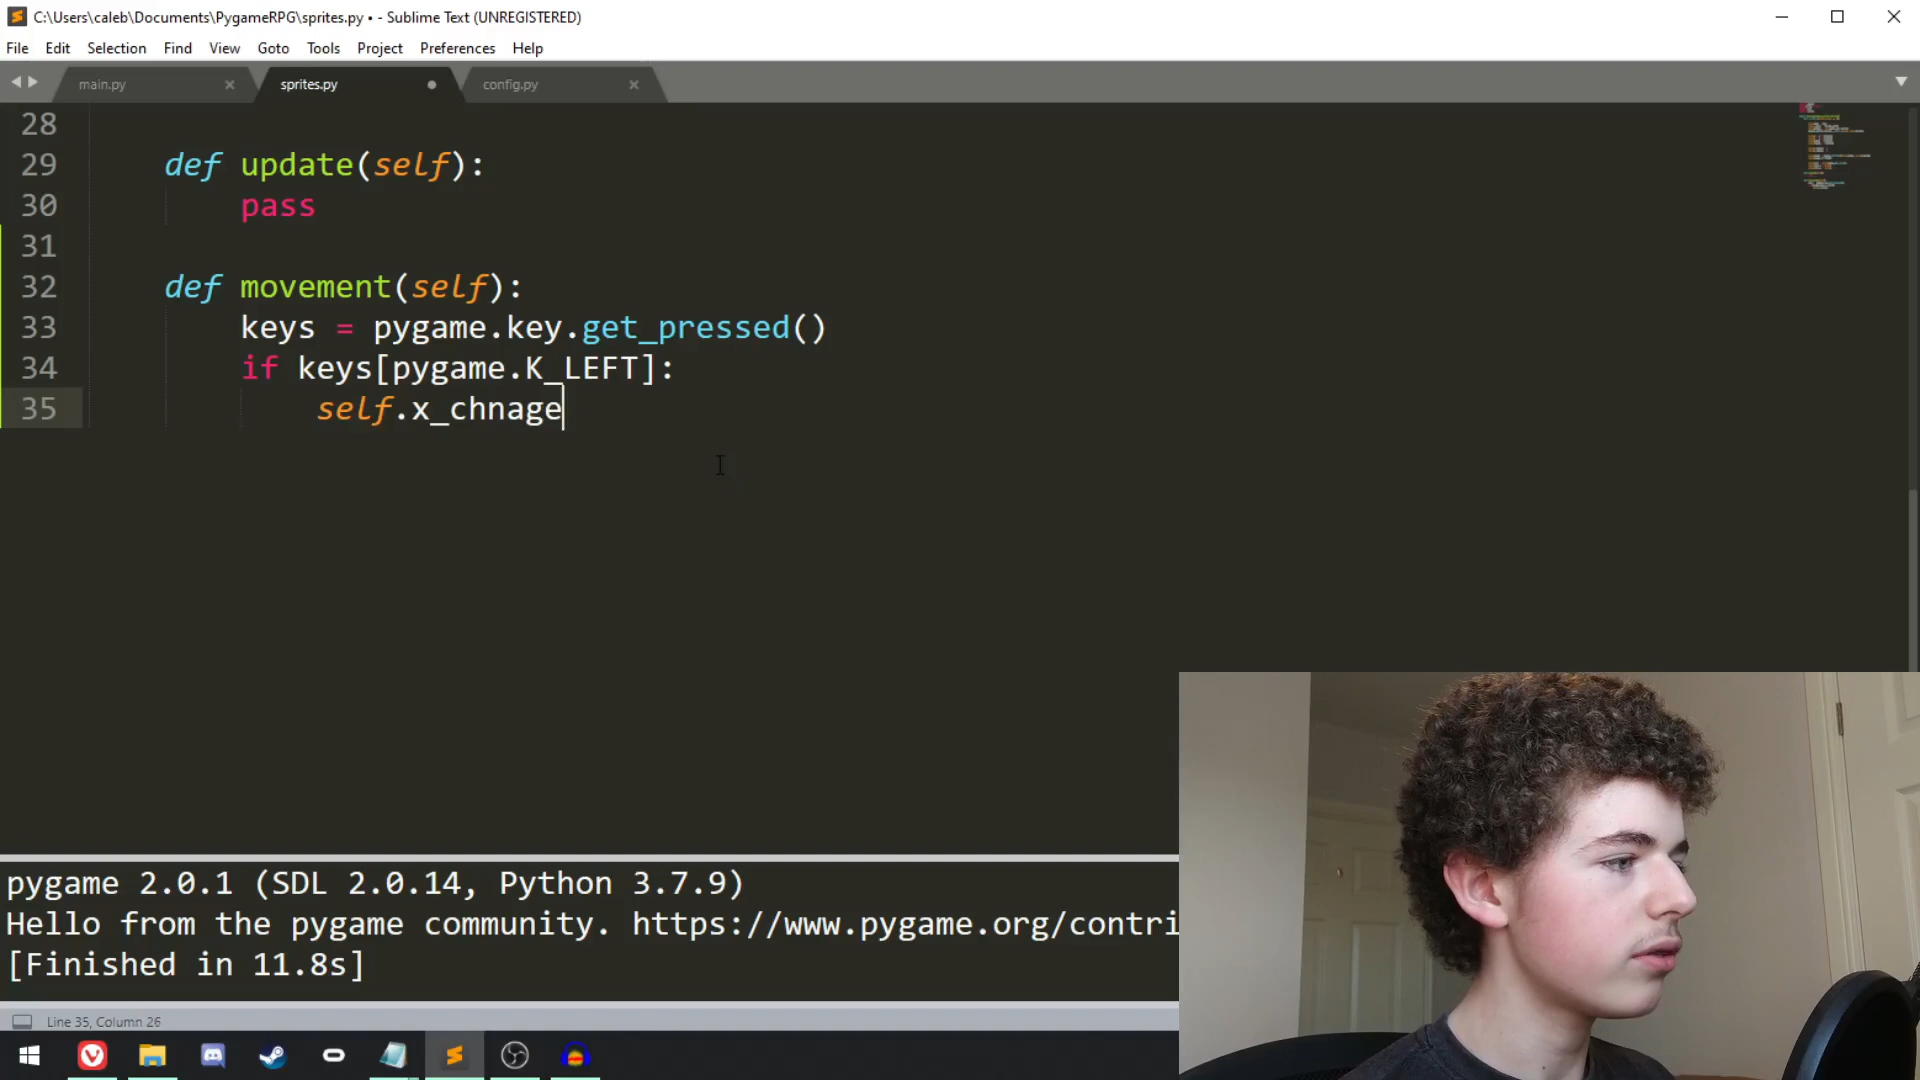 C:\Users\caleb\Documents\PygameRPG\sprites.py • - Sublime Text (UNREGISTERED)
File Edit Selection Find View Goto Tools Project Preferences Help
main.py sprites.py config.py
28
29 def update(self):
30 pass
31
32 def movement(self):
33 keys = pygame.key.get_pressed()
34 if keys[pygame.K_LEFT]:
35 self.x_chnage
pygame 2.0.1 (SDL 2.0.14, Python 3.7.9)
Hello from the pygame community. https://www.pygame.org/contri
[Finished in 11.8s]
Line 35, Column 26